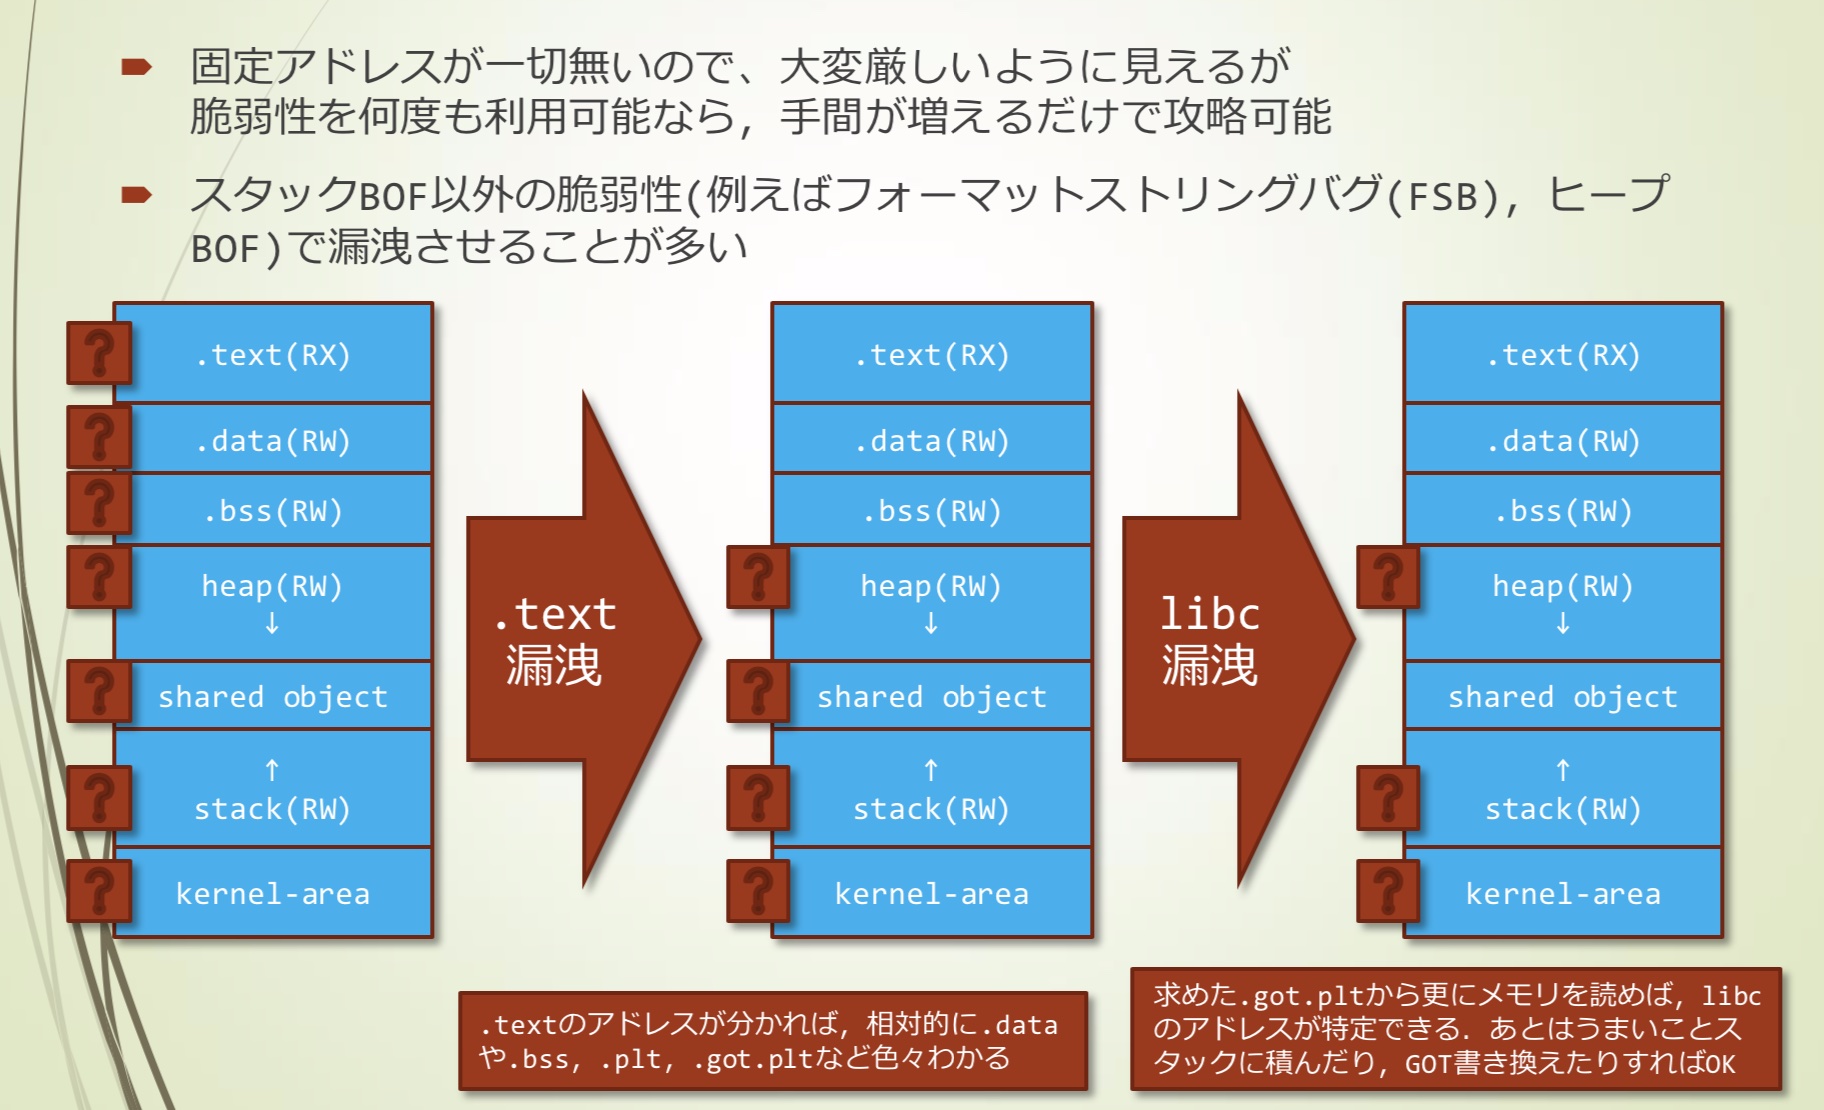 固定アドレスが一切無いので、大変厳しいように見えるが
脆弱性を何度も利用可能なら，手間が増えるだけで攻略可能
スタックBOF以外の脆弱性(例えばフォーマットストリングバグ(FSB)，ヒープ
BOF)で漏洩させることが多い
?
.text(RX)
?
.data(RW)
?
.bss(RW)
?
heap(RW)
↓
?
shared object
↑
?
stack(RW)
?
kernel-area
.text
漏洩
.text(RX)
.data(RW)
.bss(RW)
?
heap(RW)
↓
?
shared object
↑
?
stack(RW)
?
kernel-area
libc
漏洩
.text(RX)
.data(RW)
.bss(RW)
?
heap(RW)
↓
shared object
↑
?
stack(RW)
?
kernel-area
.textのアドレスが分かれば，相対的に.data
や.bss，.plt，.got.pltなど色々わかる
求めた.got.pltから更にメモリを読めば，libc
のアドレスが特定できる．あとはうまいことス
タックに積んだり，GOT書き換えたりすればOK